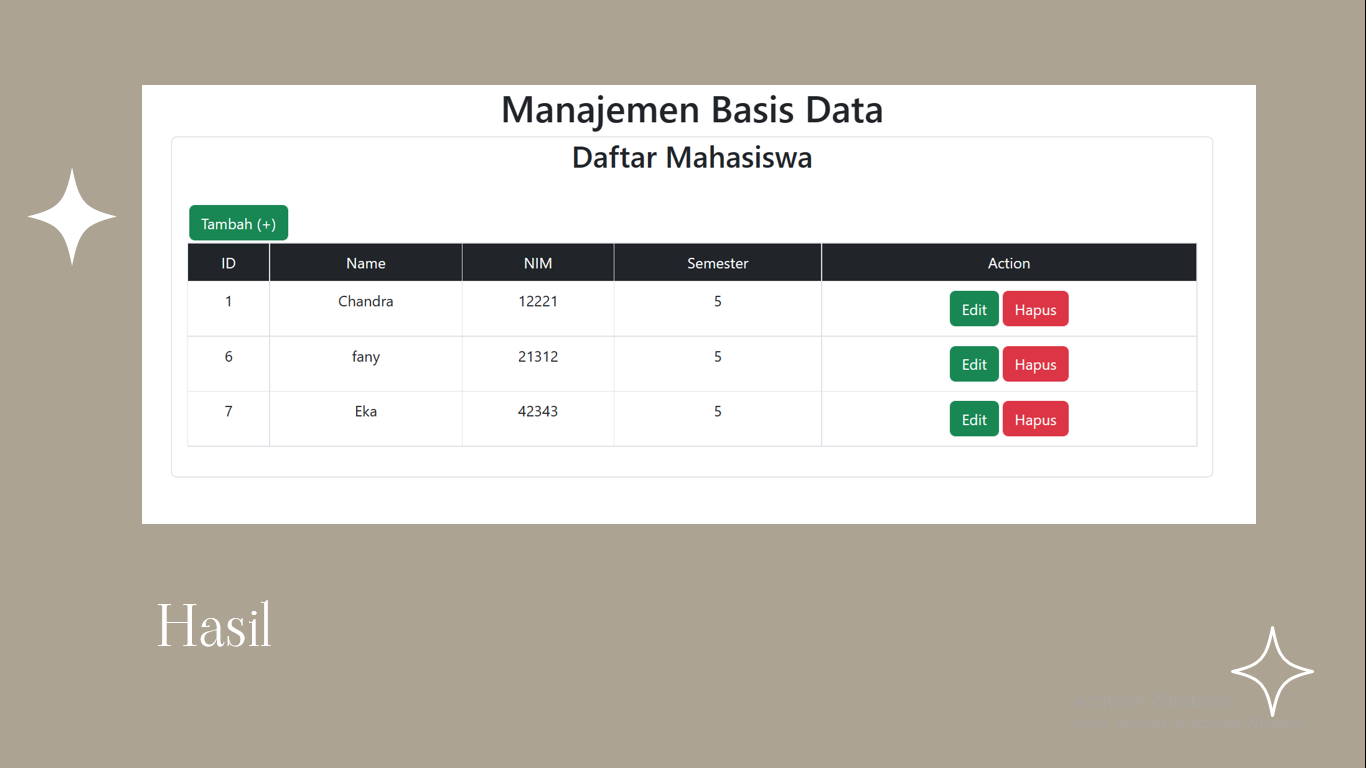 Manajemen Basis Data
Daftar Mahasiswa
Tambah (+)
ID Name NIM Semester Action
1 Chandra 12221 5 Edit Hapus
6 fany 21312 5 Edit Hapus
7 Eka 42343 5 Edit Hapus
Hasil